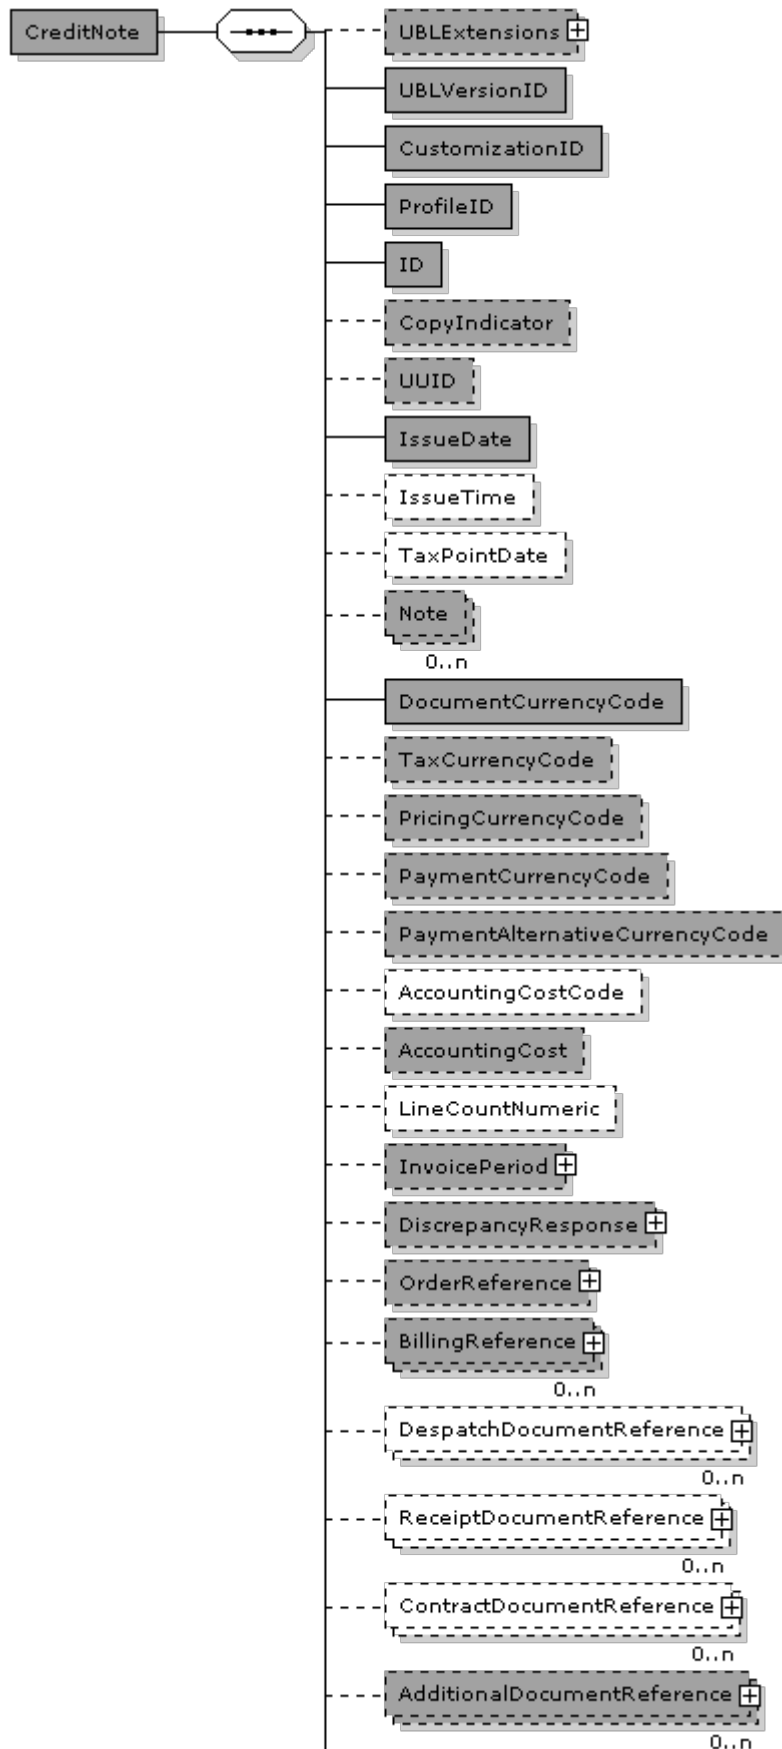 CreditNote
UBLExtensions
UBLVersionID
CustomizationID
ProfileID
ID
CopyIndicator
UUID
IssueDate
IssueTime
TaxPointDate
Note
0..n
DocumentCurrencyCode
TaxCurrencyCode
PricingCurrencyCode
PaymentCurrencyCode
PaymentAlternativeCurrencyCode
AccountingCostCode
AccountingCost
LineCountNumeric
InvoicePeriod
DiscrepancyResponse
OrderReference
BillingReference
0..n
DespatchDocumentReference
0..n
ReceiptDocumentReference
0..n
ContractDocumentReference
0..n
AdditionalDocumentReference
0..n